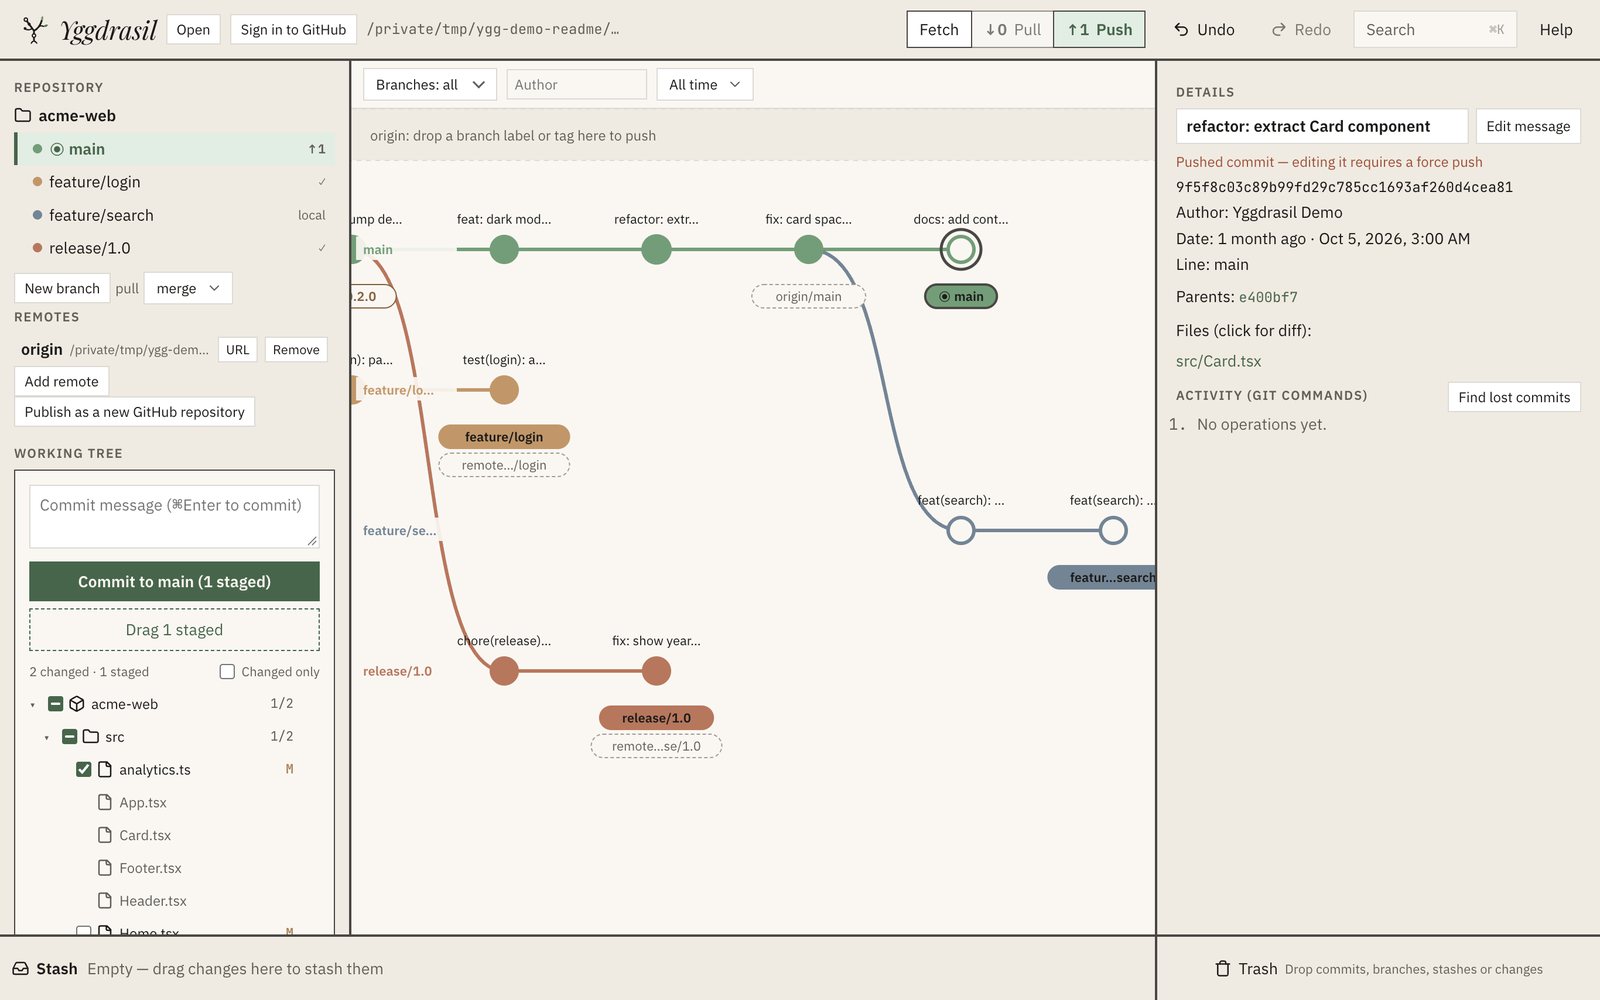 Yggdrasil Open Sign in to GitHub /private/tmp/ygg-demo-readme/… Fetch ↓0 Pull ↑1 Push Undo Redo Search ⌘K Help
REPOSITORY
acme-web
main ↑1
feature/login ✓
feature/search local
release/1.0 ✓
New branch pull merge
REMOTES
origin /private/tmp/ygg-dem… URL Remove
Add remote
Publish as a new GitHub repository
WORKING TREE
Commit message (⌘Enter to commit)
Commit to main (1 staged)
Drag 1 staged
2 changed · 1 staged Changed only
acme-web 1/2
src 1/2
analytics.ts M
App.tsx
Card.tsx
Footer.tsx
Header.tsx
Home.tsx M
Branches: all Author All time
origin: drop a branch label or tag here to push
ump de… feat: dark mod… refactor: extr… fix: card spac… docs: add cont…
main
.2.0 origin/main main
n): pa… test(login): a…
feature/lo…
feature/login
remote…/login
feat(search): … feat(search): …
feature/se…
featur…search
chore(release)… fix: show year…
release/1.0
release/1.0
remote…se/1.0
DETAILS
refactor: extract Card component Edit message
Pushed commit — editing it requires a force push
9f5f8c03c89b99fd29c785cc1693af260d4cea81
Author: Yggdrasil Demo
Date: 1 month ago · Oct 5, 2026, 3:00 AM
Line: main
Parents: e400bf7
Files (click for diff):
src/Card.tsx
ACTIVITY (GIT COMMANDS) Find lost commits
1. No operations yet.
Stash Empty — drag changes here to stash them
Trash Drop commits, branches, stashes or changes